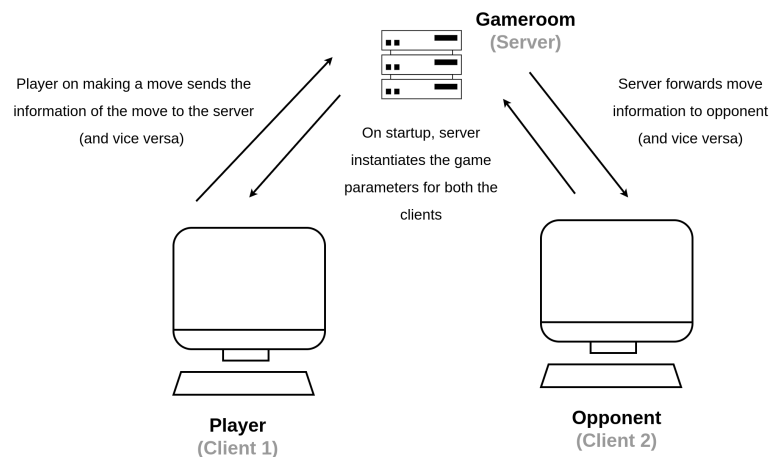 Gameroom
(Server)
Player on making a move sends the
information of the move to the server
(and vice versa)
Server forwards move
information to opponent
(and vice versa)
On startup, server
instantiates the game
parameters for both the
clients
Player
(Client 1)
Opponent
(Client 2)